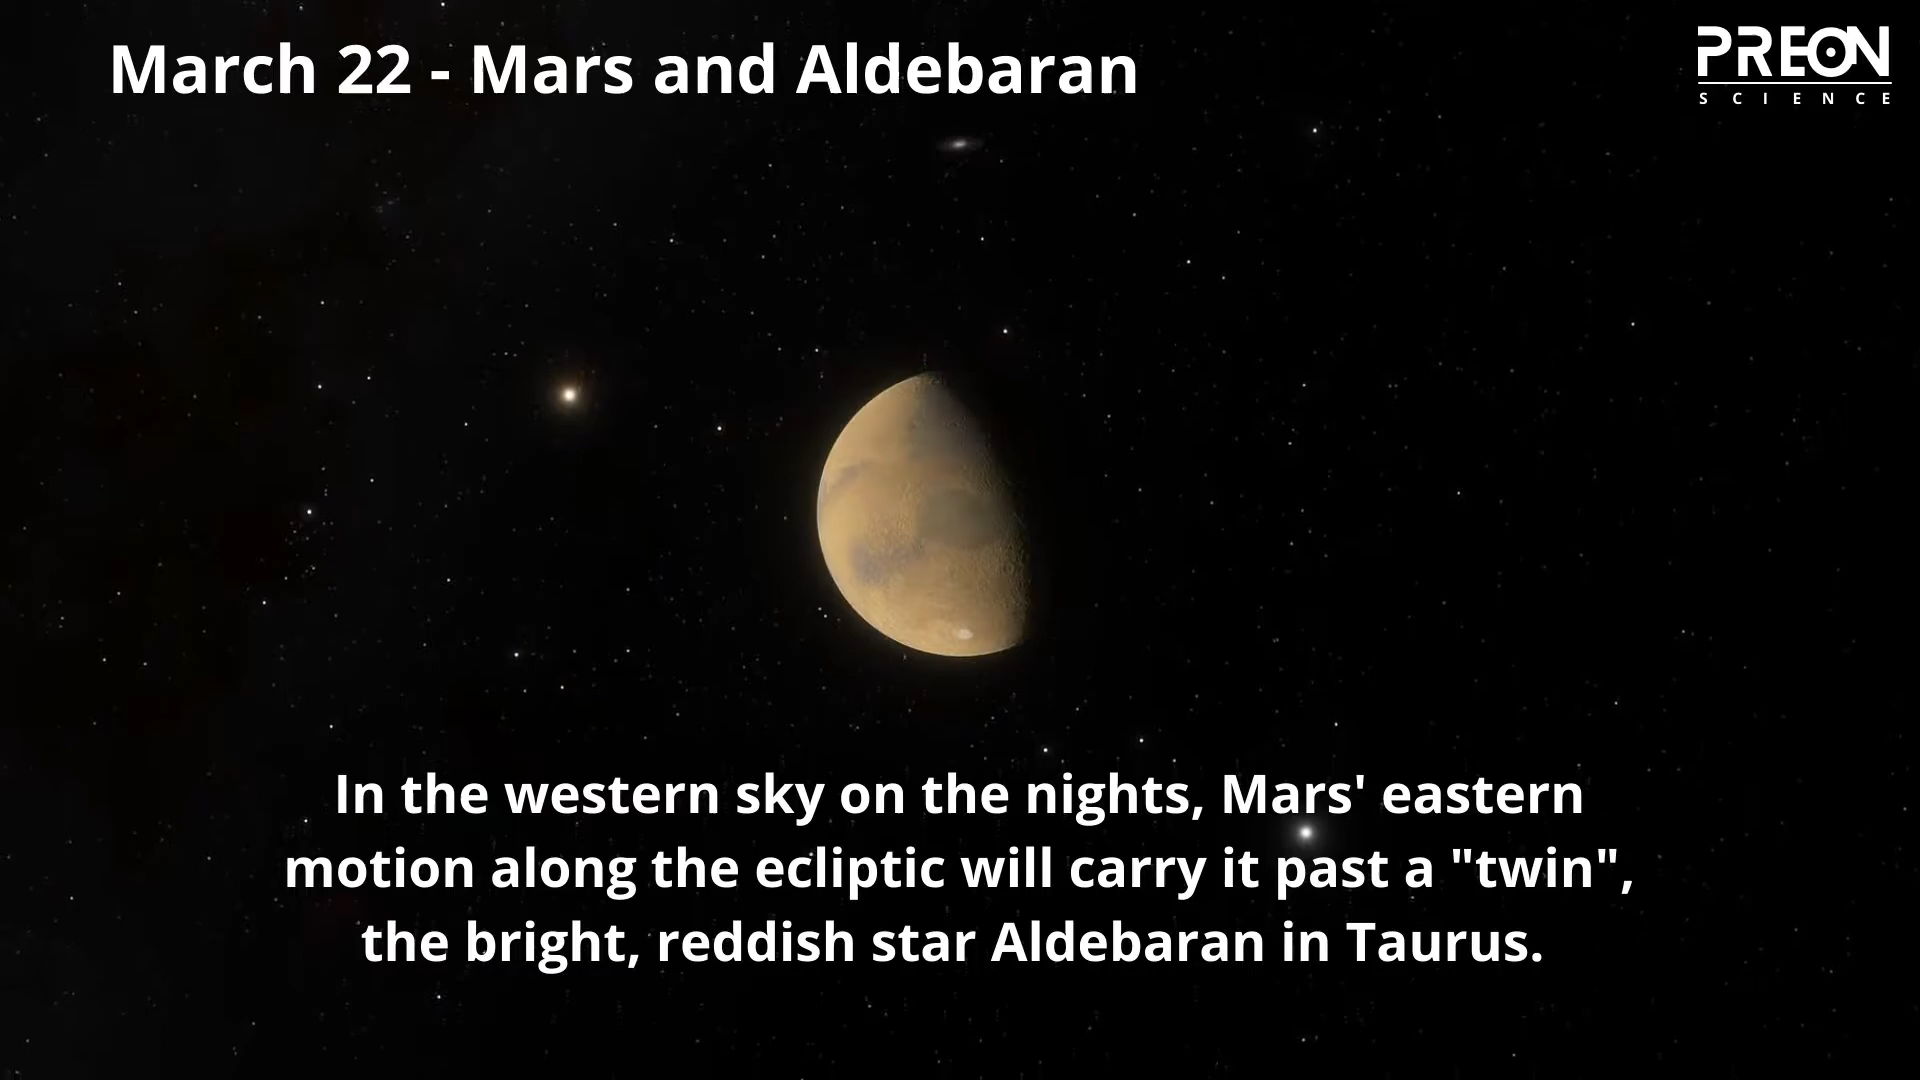 March 22 - Mars and Aldebaran
PREON
SCIENCE
In the western sky on the nights, Mars' eastern
motion along the ecliptic will carry it past a "twin",
the bright, reddish star Aldebaran in Taurus.